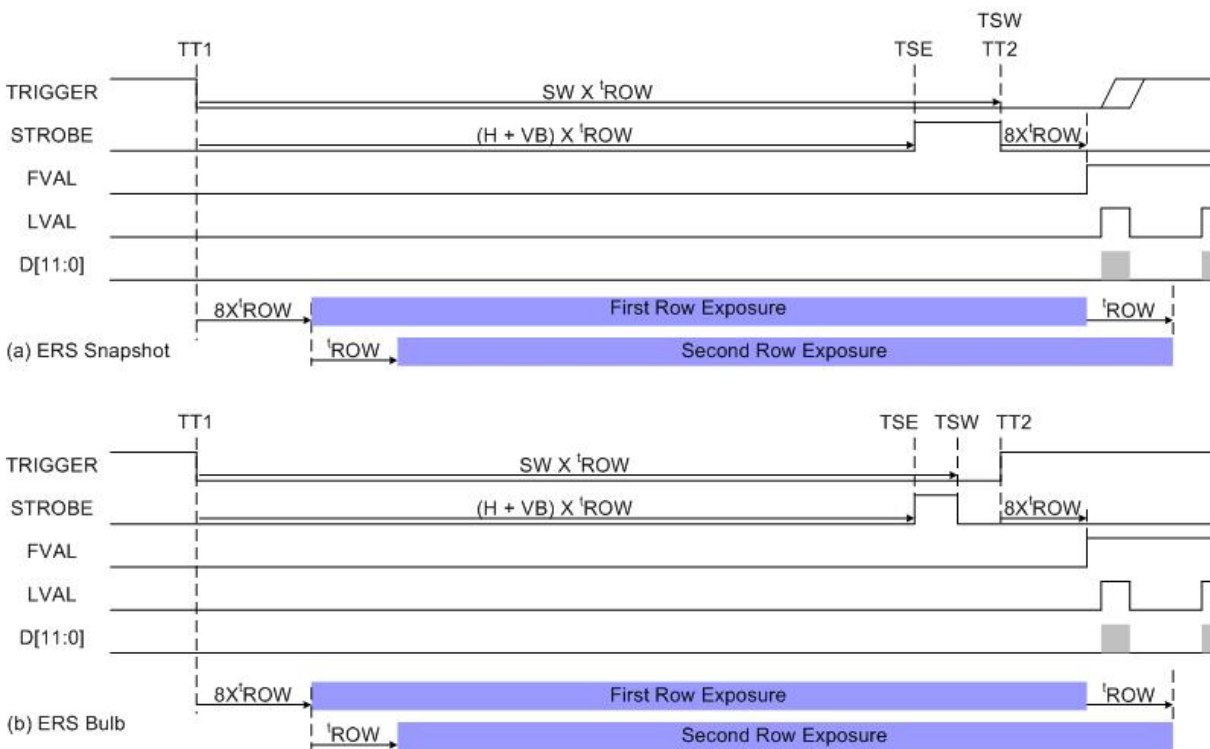 TSW
TT1 TSE TT2
TRIGGER SW X tROW
STROBE (H + VB) X tROW 8XtROW
FVAL
LVAL
D[11:0]
8XtROW First Row Exposure tROW
(a) ERS Snapshot tROW Second Row Exposure
TT1 TSE TSW TT2
TRIGGER SW X tROW
STROBE (H + VB) X tROW 8XtROW
FVAL
LVAL
D[11:0]
8XtROW First Row Exposure tROW
(b) ERS Bulb tROW Second Row Exposure